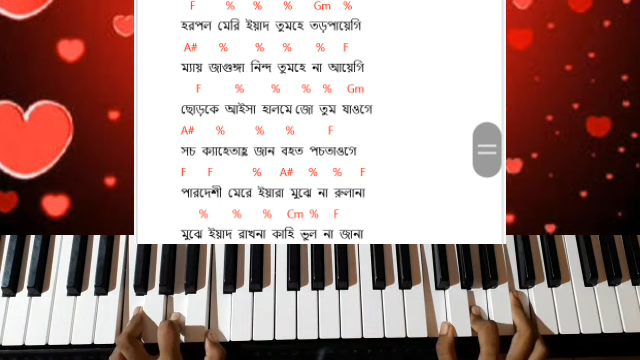 F % % % Gm %
হরপল মেরি ইয়াদ তুমহে তড়পায়েগি
A# % % % % F
ম্যায় জাগুঙ্গা নিন্দ তুমহে না আয়েগি
F % % % % Gm
ছোড়কে আইসা হালমে জো তুম যাওগে
A# % % % F
সচ ক্যাহেতাহু জান বহত পচতাওগে
F F % A# % % F
পারদেশী মেরে ইয়ারা মুঝে না রুলানা
% % % Cm % F
মুঝে ইয়াদ রাখনা কাহি ভুল না জানা